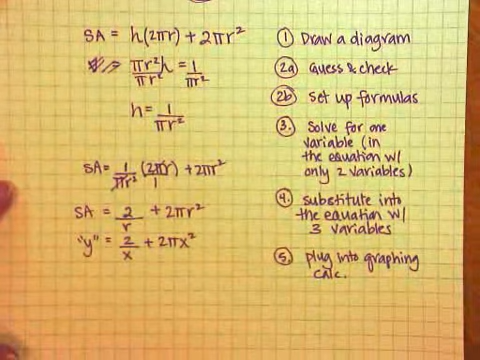 SA = h(2πr) + 2πr²
πr²h / πr² = 1 / πr²
h = 1 / πr²
SA = 1 / πr² (2πr) / 1 + 2πr²
SA = 2 / r + 2πr²
"y" = 2 / x + 2πx²
① Draw a diagram
②a Guess & check
②b Set up formulas
③. Solve for one
variable (in
the equation w/
only 2 variables)
④. substitute into
the equation w/
3 variables
⑤. plug into graphing
calc.